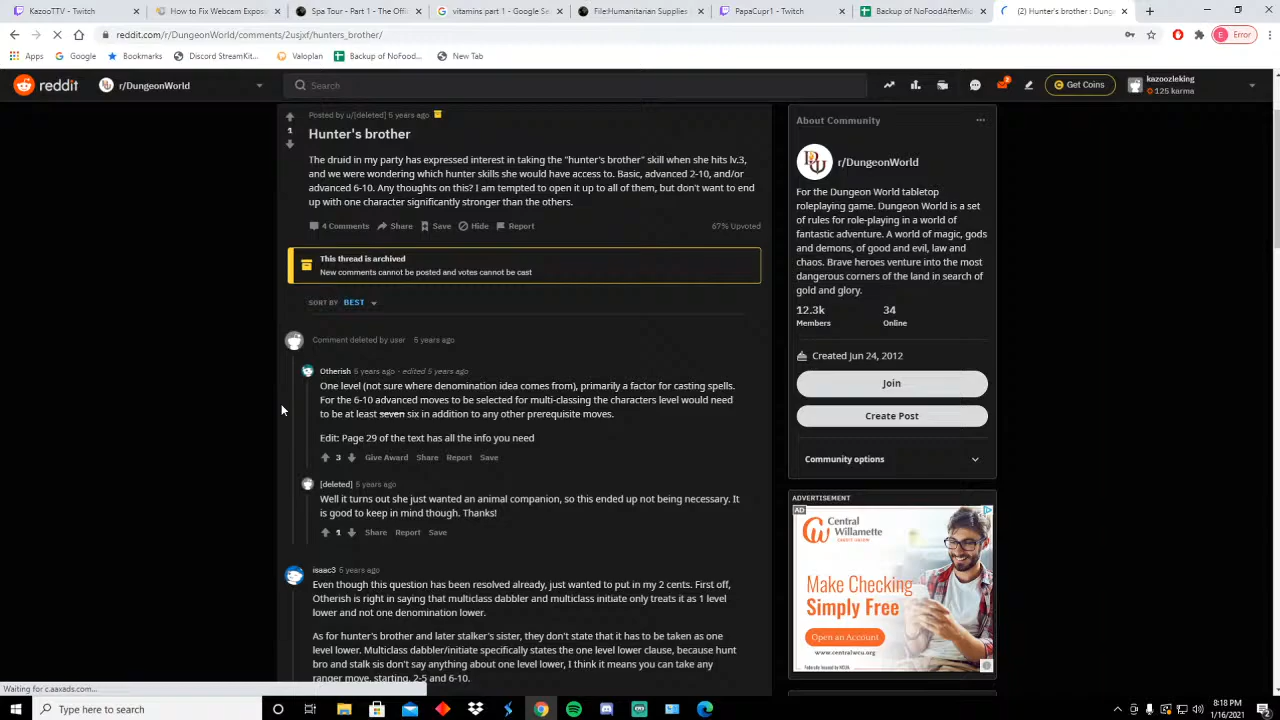 KazooTTV - Twitch
How to Fix Webcam Expos
Spa Tour - Part 1 - The Offi
vitamins part 1 - Google Se
File:Humanitarian Supplies
PapaCup1 - Twitch
Backup of NoFoodAfterMid
(2) Hunter's brother : Dunge
reddit.com/r/DungeonWorld/comments/2usjxf/hunters_brother/
E Error
Apps
Google
Bookmarks
Discord StreamKit...
Valoplan
Backup of NoFood...
New Tab
reddit
r/DungeonWorld
Search
2
Get Coins
kazoozleking
125 karma
Posted by u/[deleted] 5 years ago
1
Hunter's brother
The druid in my party has expressed interest in taking the "hunter's brother" skill when she hits lv.3,
and we were wondering which hunter skills she would have access to. Basic, advanced 2-10, and/or
advanced 6-10. Any thoughts on this? I am tempted to open it up to all of them, but don't want to end
up with one character significantly stronger than the others.
4 Comments Share Save Hide Report 67% Upvoted
This thread is archived
New comments cannot be posted and votes cannot be cast
SORT BY BEST
Comment deleted by user 5 years ago
Otherish 5 years ago · edited 5 years ago
One level (not sure where denomination idea comes from), primarily a factor for casting spells.
For the 6-10 advanced moves to be selected for multi-classing the characters level would need
to be at least seven six in addition to any other prerequisite moves.
Edit: Page 29 of the text has all the info you need
3 Give Award Share Report Save
[deleted] 5 years ago
Well it turns out she just wanted an animal companion, so this ended up not being necessary. It
is good to keep in mind though. Thanks!
1 Share Report Save
isaac3 5 years ago
Even though this question has been resolved already, just wanted to put in my 2 cents. First off,
Otherish is right in saying that multiclass dabbler and multiclass initiate only treats it as 1 level
lower and not one denomination lower.
As for hunter's brother and later stalker's sister, they don't state that it has to be taken as one
level lower. Multiclass dabbler/initiate specifically states the one level lower clause, because hunt
bro and stalk sis don't say anything about one level lower, I think it means you can take any
ranger move, starting, 2-5 and 6-10.
About Community
DW
r/DungeonWorld
For the Dungeon World tabletop
roleplaying game. Dungeon World is a set
of rules for role-playing in a world of
fantastic adventure. A world of magic, gods
and demons, of good and evil, law and
chaos. Brave heroes venture into the most
dangerous corners of the land in search of
gold and glory.
12.3k 34
Members Online
Created Jun 24, 2012
Join
Create Post
Community options
ADVERTISEMENT
AD
Central
Willamette
CREDIT UNION
Make Checking
Simply Free
Open an Account
www.centralwcu.org
Federally Insured by NCUA
Waiting for c.aaxads.com...
Type here to search
8:18 PM
1/16/2021
2